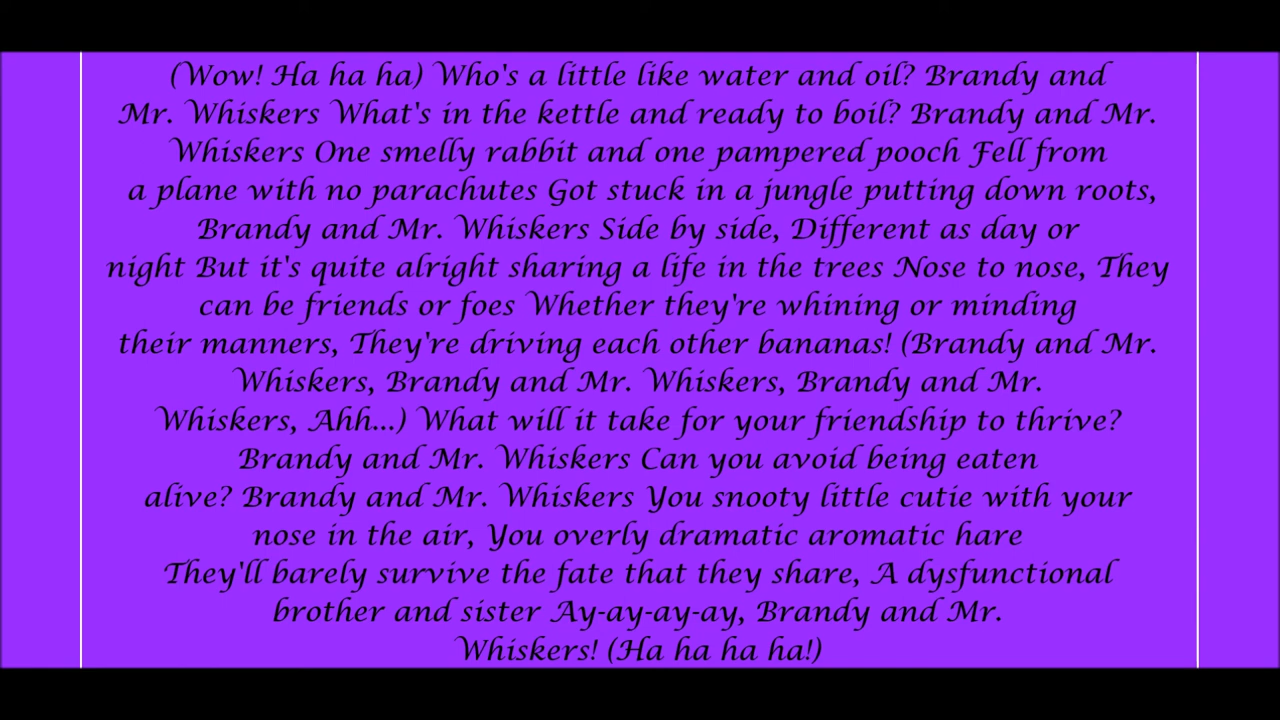 (Wow! Ha ha ha) Who's a little like water and oil? Brandy and
Mr. Whiskers What's in the kettle and ready to boil? Brandy and Mr.
Whiskers One smelly rabbit and one pampered pooch Fell from
a plane with no parachutes Got stuck in a jungle putting down roots,
Brandy and Mr. Whiskers Side by side, Different as day or
night But it's quite alright sharing a life in the trees Nose to nose, They
can be friends or foes Whether they're whining or minding
their manners, They're driving each other bananas! (Brandy and Mr.
Whiskers, Brandy and Mr. Whiskers, Brandy and Mr.
Whiskers, Ahh...) What will it take for your friendship to thrive?
Brandy and Mr. Whiskers Can you avoid being eaten
alive? Brandy and Mr. Whiskers You snooty little cutie with your
nose in the air, You overly dramatic aromatic hare
They'll barely survive the fate that they share, A dysfunctional
brother and sister Ay-ay-ay-ay, Brandy and Mr.
Whiskers! (Ha ha ha ha!)